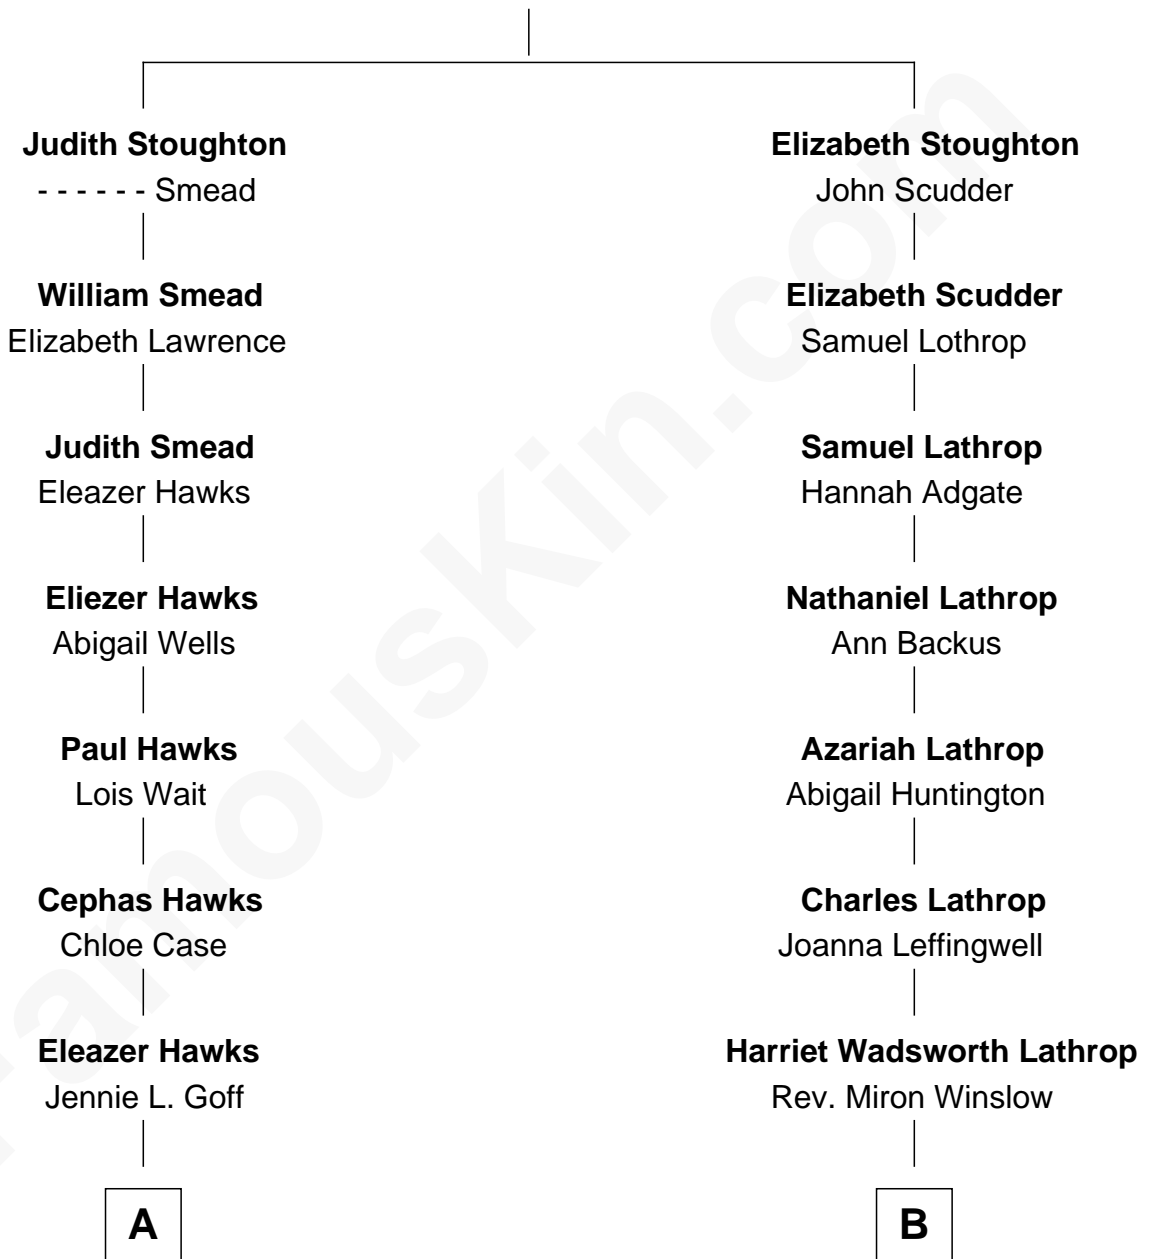 Judith Stoughton
- - - - - - Smead
William Smead
Elizabeth Lawrence
Judith Smead
Eleazer Hawks
Eliezer Hawks
Abigail Wells
Paul Hawks
Lois Wait
Cephas Hawks
Chloe Case
Eleazer Hawks
Jennie L. Goff
A
Elizabeth Stoughton
John Scudder
Elizabeth Scudder
Samuel Lothrop
Samuel Lathrop
Hannah Adgate
Nathaniel Lathrop
Ann Backus
Azariah Lathrop
Abigail Huntington
Charles Lathrop
Joanna Leffingwell
Harriet Wadsworth Lathrop
Rev. Miron Winslow
B
FamousKin.com